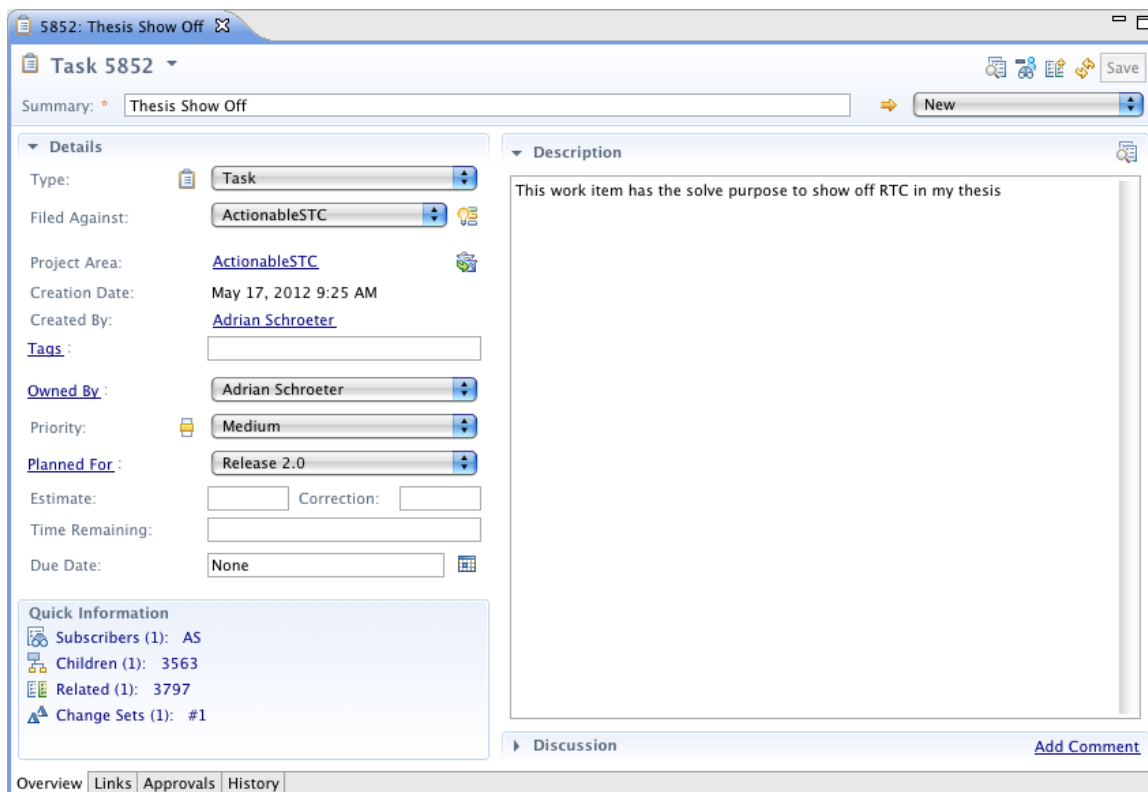 5852: Thesis Show Off
Task 5852
Save
Summary: * Thesis Show Off
New
Details
Type: Task
Filed Against: ActionableSTC
Project Area: ActionableSTC
Creation Date: May 17, 2012 9:25 AM
Created By: Adrian Schroeter
Tags :
Owned By : Adrian Schroeter
Priority: Medium
Planned For : Release 2.0
Estimate: Correction:
Time Remaining:
Due Date: None
Quick Information
Subscribers (1): AS
Children (1): 3563
Related (1): 3797
Change Sets (1): #1
Description
This work item has the solve purpose to show off RTC in my thesis
Discussion
Add Comment
Overview Links Approvals History